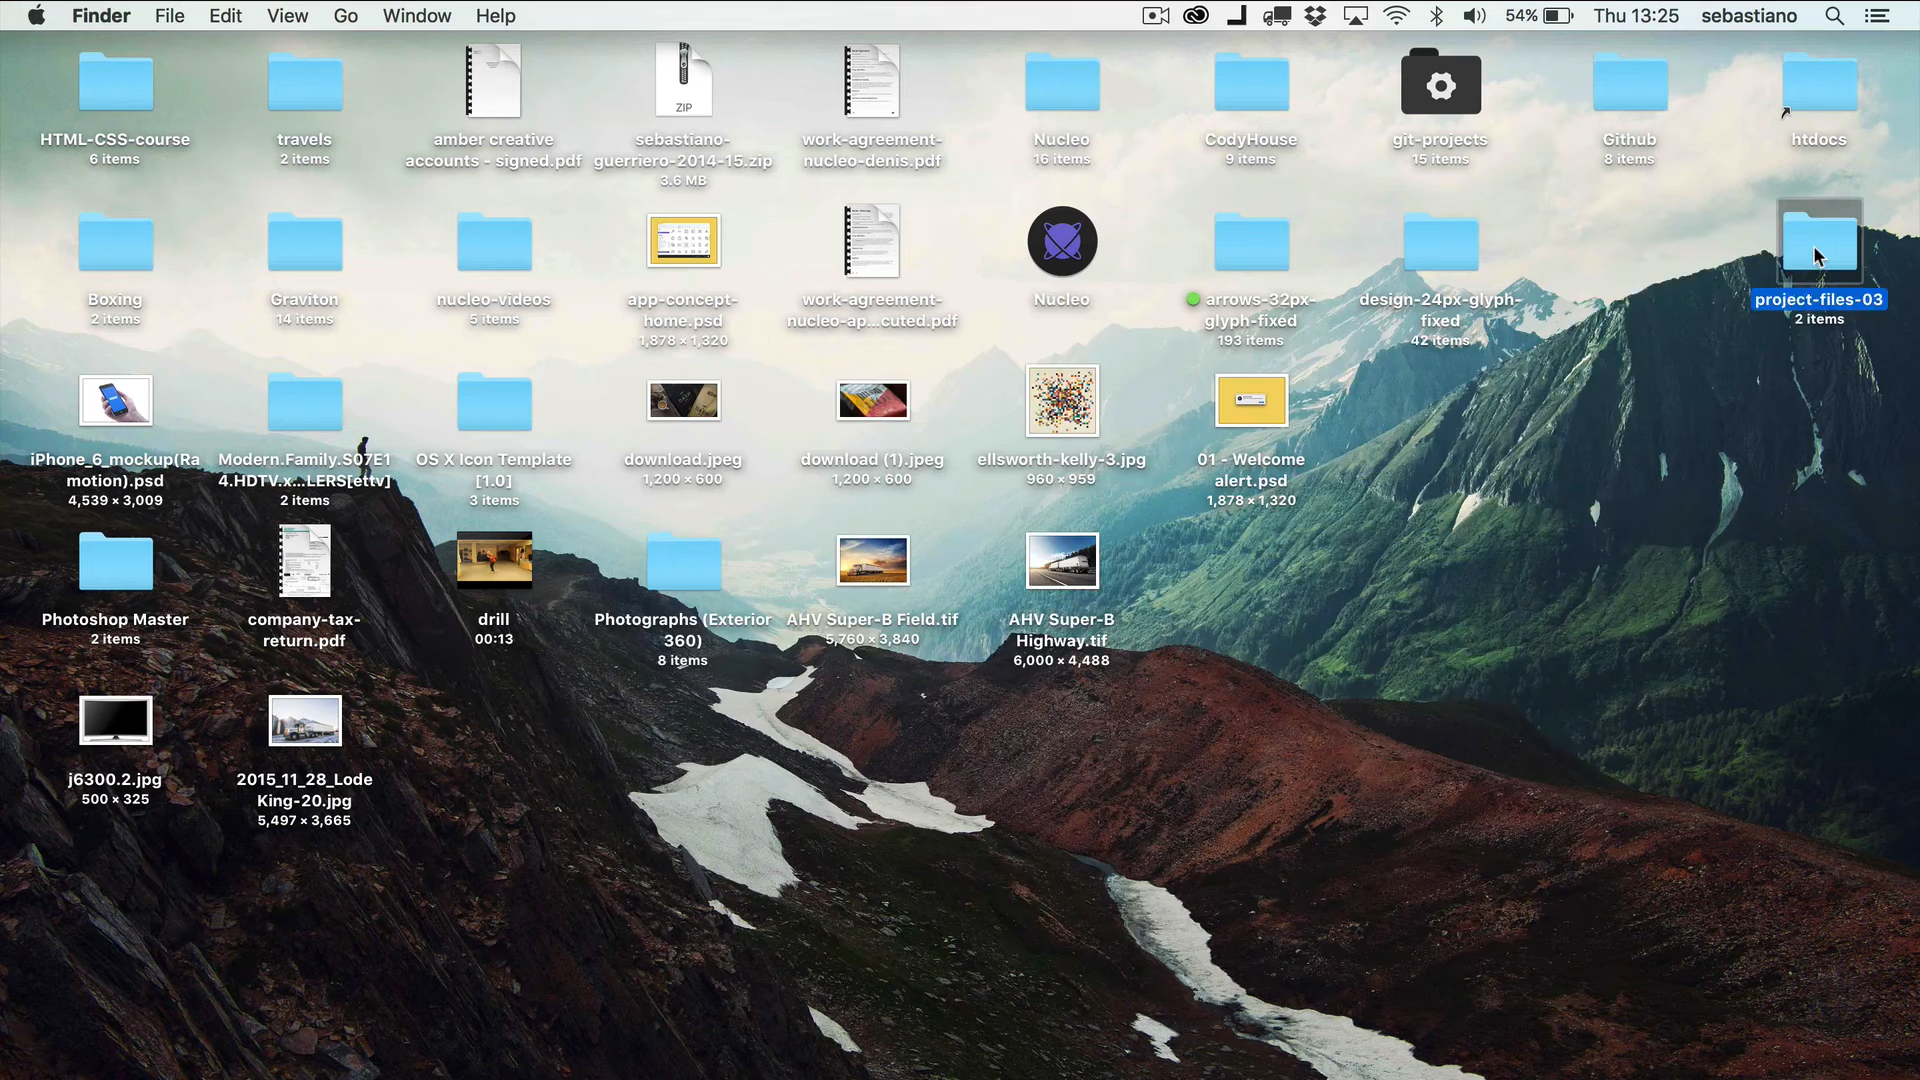 Finder File Edit View Go Window Help 54% Thu 13:25 sebastiano
HTML-CSS-course
6 items
travels
2 items
amber creative
accounts - signed.pdf
ZIP
sebastiano-
guerriero-2014-15.zip
3.6 MB
work-agreement-
nucleo-denis.pdf
Nucleo
16 items
CodyHouse
9 items
git-projects
15 items
Github
8 items
htdocs
Boxing
2 items
Graviton
14 items
nucleo-videos
5 items
app-concept-
home.psd
1,878 × 1,320
work-agreement-
nucleo-ap...cuted.pdf
Nucleo
arrows-32px-
glyph-fixed
193 items
design-24px-glyph-
fixed
42 items
project-files-03
2 items
iPhone_6_mockup(Ra
motion).psd
4,539 × 3,009
Modern.Family.S07E1
4.HDTV.x...LERS[ettv]
2 items
OS X Icon Template
[1.0]
3 items
download.jpeg
1,200 × 600
download (1).jpeg
1,200 × 600
ellsworth-kelly-3.jpg
960 × 959
01 - Welcome
alert.psd
1,878 × 1,320
Photoshop Master
2 items
company-tax-
return.pdf
drill
00:13
Photographs (Exterior
360)
8 items
AHV Super-B Field.tif
5,760 × 3,840
AHV Super-B
Highway.tif
6,000 × 4,488
j6300.2.jpg
500 × 325
2015_11_28_Lode
King-20.jpg
5,497 × 3,665